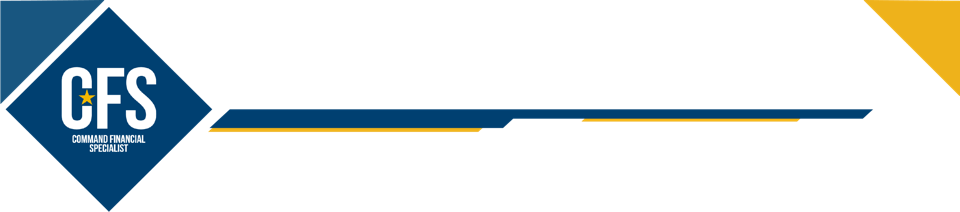 CFS
COMMAND FINANCIAL
SPECIALIST